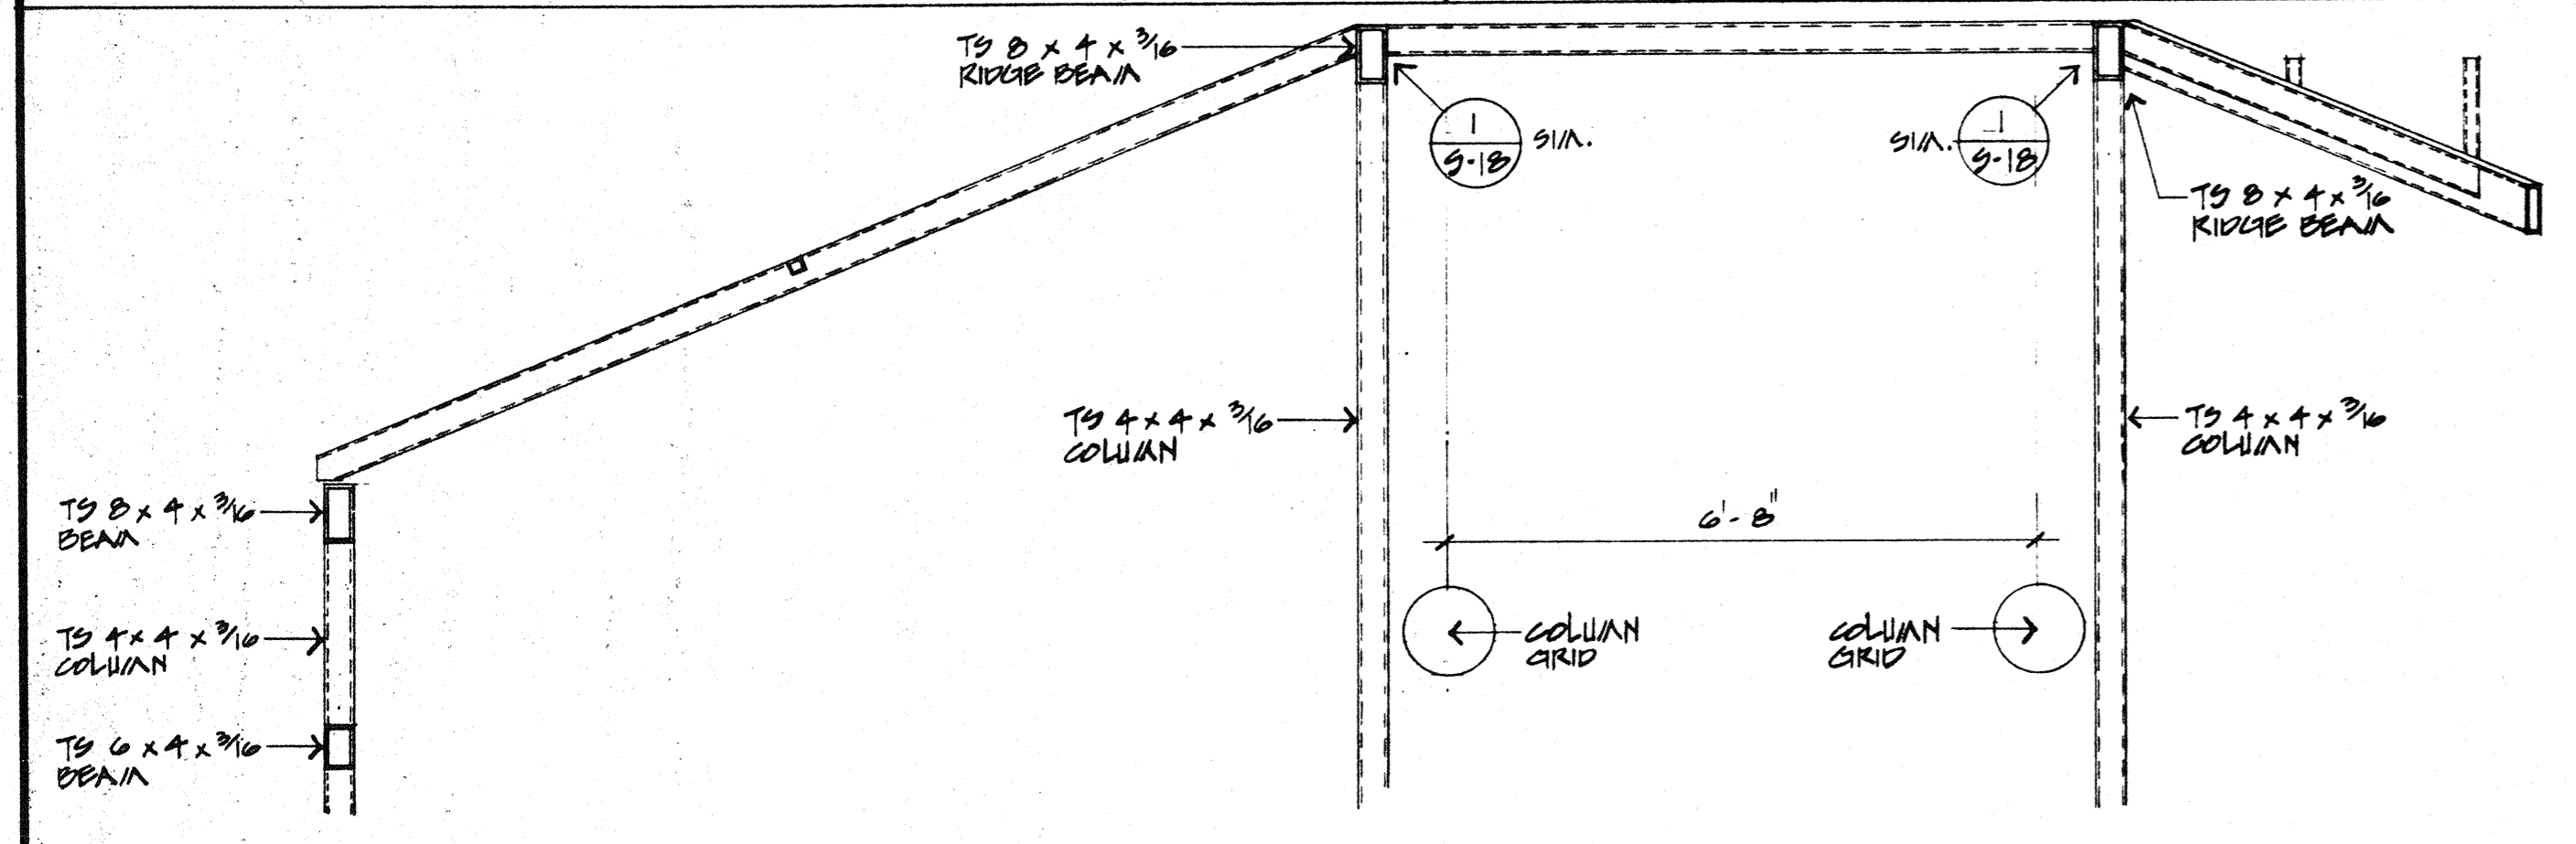 TS 8 x 4 x 3/16
RIDGE BEAM
1
S-18
SIM.
SIM.
1
S-18
TS 8 x 4 x 3/16
RIDGE BEAM
TS 4 x 4 x 3/16
COLUMN
TS 4 x 4 x 3/16
COLUMN
TS 8 x 4 x 3/16
BEAM
6'-8"
TS 4 x 4 x 3/16
COLUMN
COLUMN
GRID
COLUMN
GRID
TS 6 x 4 x 3/16
BEAM